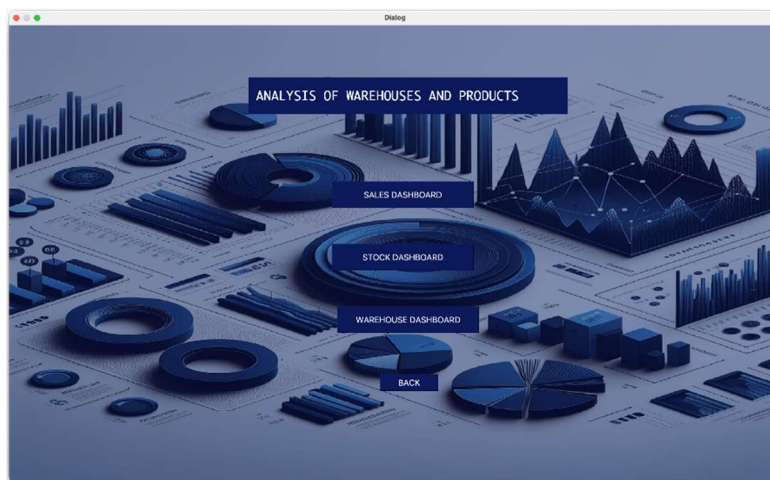 Dialog
ANALYSIS OF WAREHOUSES AND PRODUCTS
SALES DASHBOARD
STOCK DASHBOARD
WAREHOUSE DASHBOARD
BACK